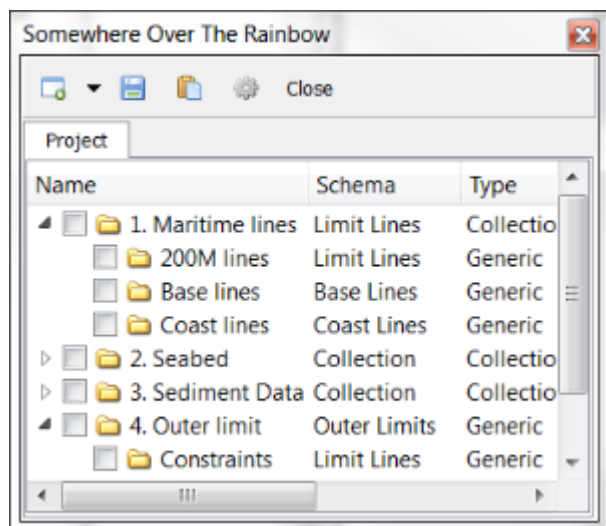 Somewhere Over The Rainbow
Close
Project
Name Schema Type
1. Maritime lines Limit Lines Collectio
200M lines Limit Lines Generic
Base lines Base Lines Generic
Coast lines Coast Lines Generic
2. Seabed Collection Collectio
3. Sediment Data Collection Collectio
4. Outer limit Outer Limits Generic
Constraints Limit Lines Generic